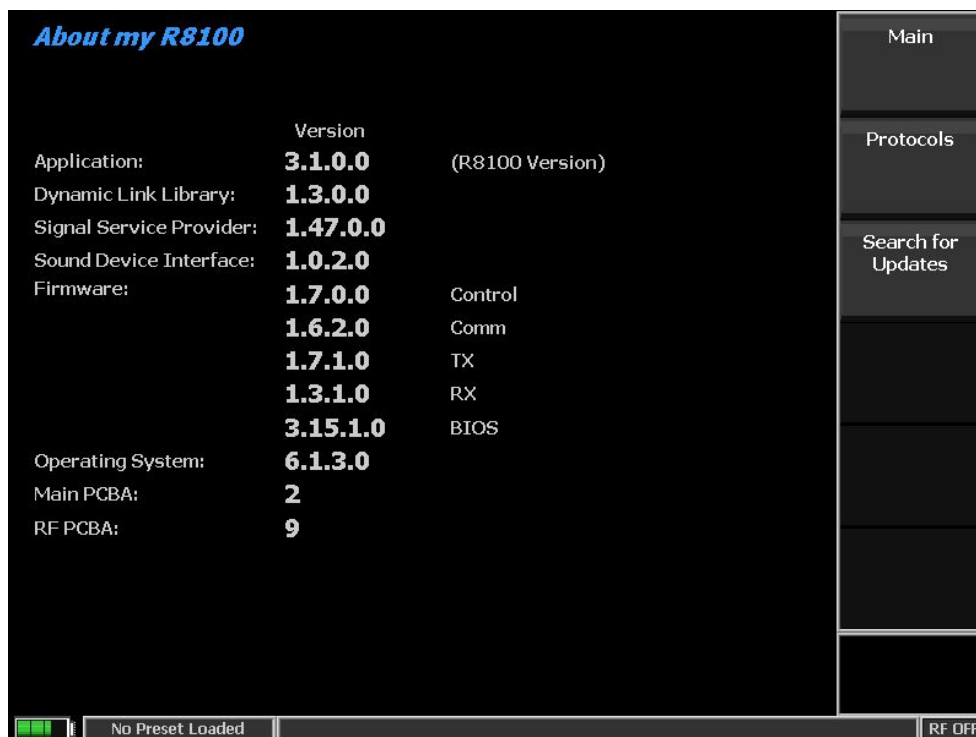 About my R8100
Main
Version
Protocols
Application: 3.1.0.0 (R8100 Version)
Dynamic Link Library: 1.3.0.0
Signal Service Provider: 1.47.0.0
Search for
Updates
Sound Device Interface: 1.0.2.0
Firmware: 1.7.0.0 Control
1.6.2.0 Comm
1.7.1.0 TX
1.3.1.0 RX
3.15.1.0 BIOS
Operating System: 6.1.3.0
Main PCBA: 2
RF PCBA: 9
No Preset Loaded
RF OFF